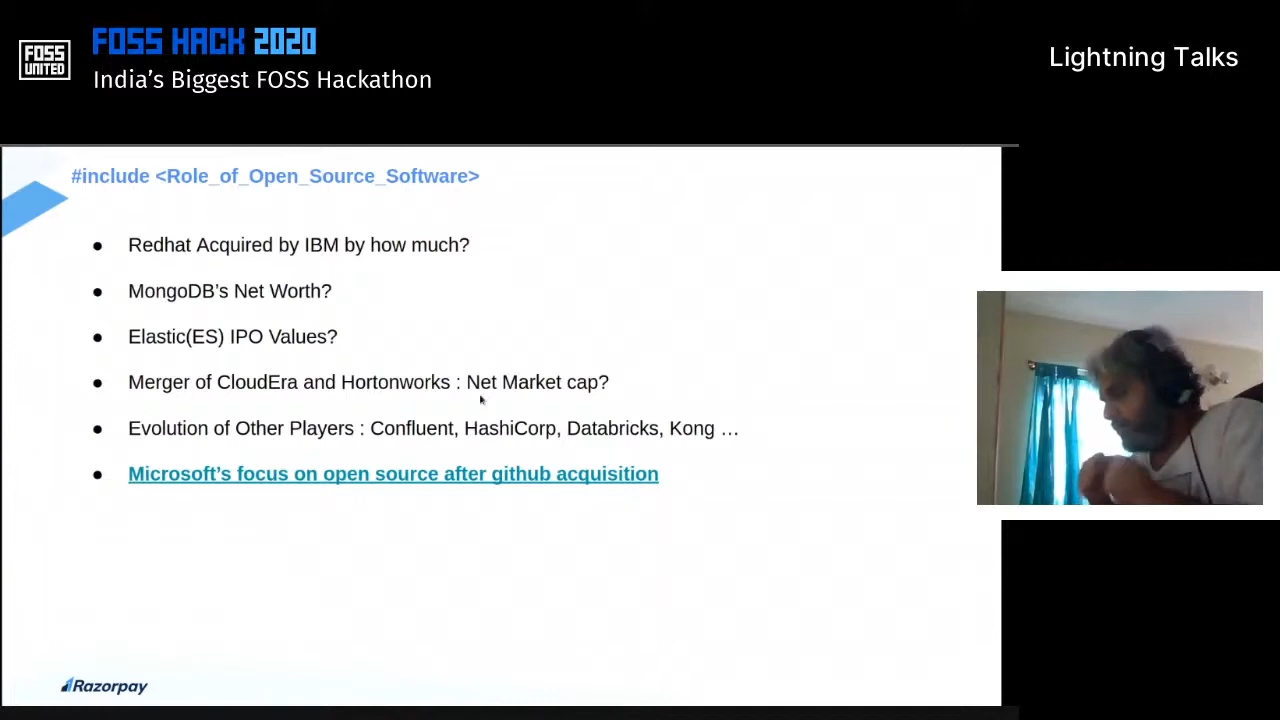 FOSS UNITED
FOSS HACK 2020
India's Biggest FOSS Hackathon
Lightning Talks
#include <Role_of_Open_Source_Software>
● Redhat Acquired by IBM by how much?
● MongoDB's Net Worth?
● Elastic(ES) IPO Values?
● Merger of CloudEra and Hortonworks : Net Market cap?
● Evolution of Other Players : Confluent, HashiCorp, Databricks, Kong …
● Microsoft's focus on open source after github acquisition
Razorpay